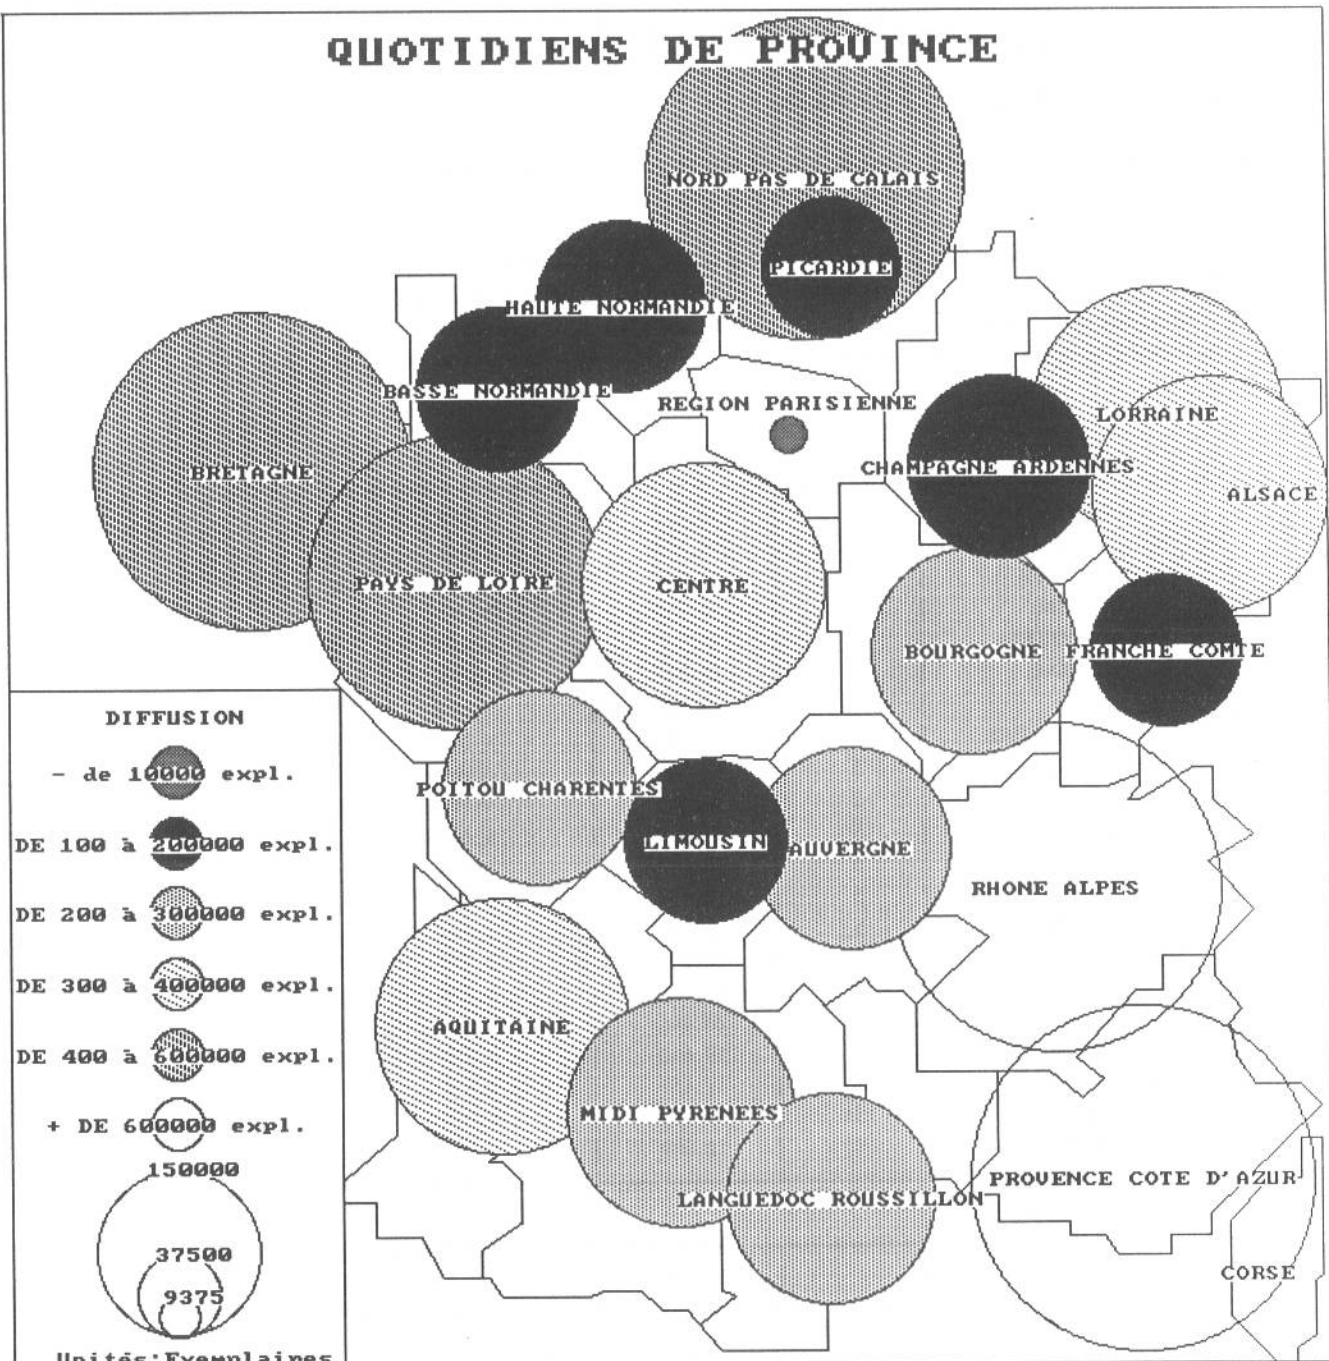 QUOTIDIENS DE PROVINCE
NORD PAS DE CALAIS
PICARDIE
HAUTE NORMANDIE
BASSE NORMANDIE
REGION PARISIENNE
LORRAINE
CHAMPAGNE ARDENNES
BRETAGNE
ALSACE
PAYS DE LOIRE
CENTRE
BOURGOGNE
FRANCHE COMTE
POITOU CHARENTES
LIMOUSIN
AUVERGNE
RHONE ALPES
AQUITAINE
MIDI PYRENEES
LANGUEDOC ROUSSILLON
PROVENCE COTE D'AZUR
CORSE
DIFFUSION
- de 10000 expl.
DE 100 à 200000 expl.
DE 200 à 300000 expl.
DE 300 à 400000 expl.
DE 400 à 600000 expl.
+ DE 600000 expl.
150000
37500
9375
Unités:Exemplaires